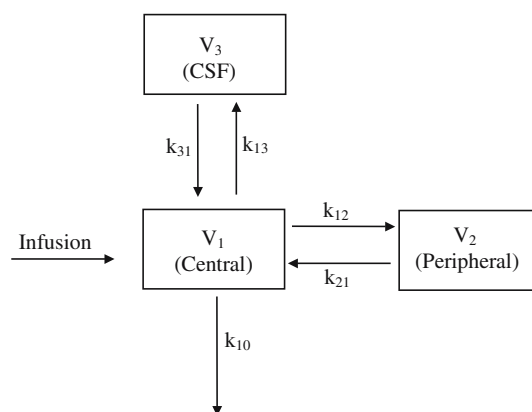 V₃
(CSF)
k₃₁
k₁₃
Infusion
V₁
(Central)
k₁₂
k₂₁
V₂
(Peripheral)
k₁₀